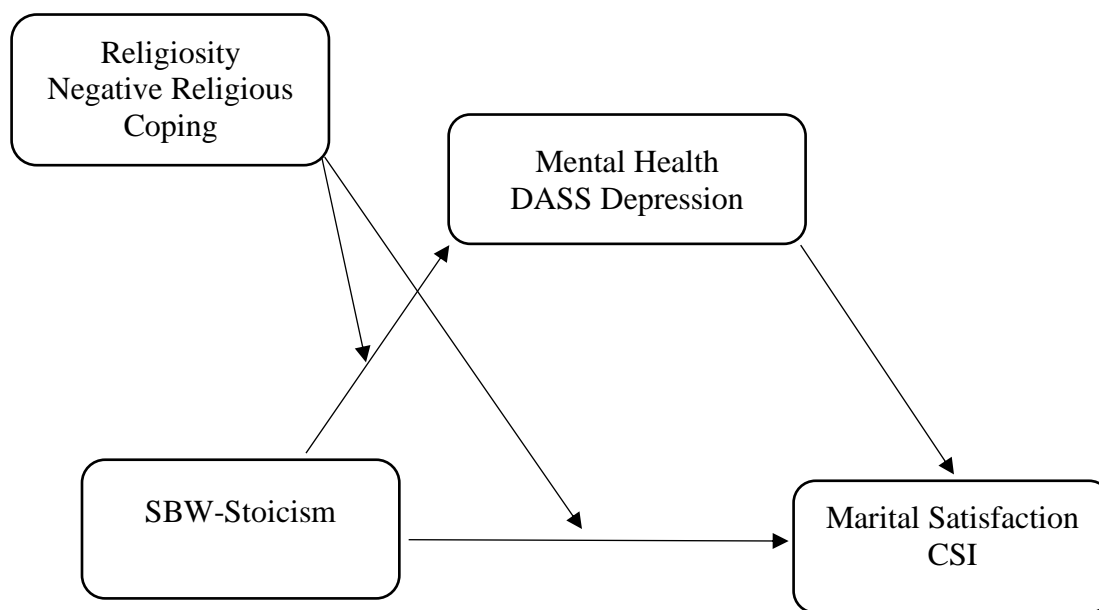 Religiosity
Negative Religious
Coping
Mental Health
DASS Depression
SBW-Stoicism
Marital Satisfaction
CSI